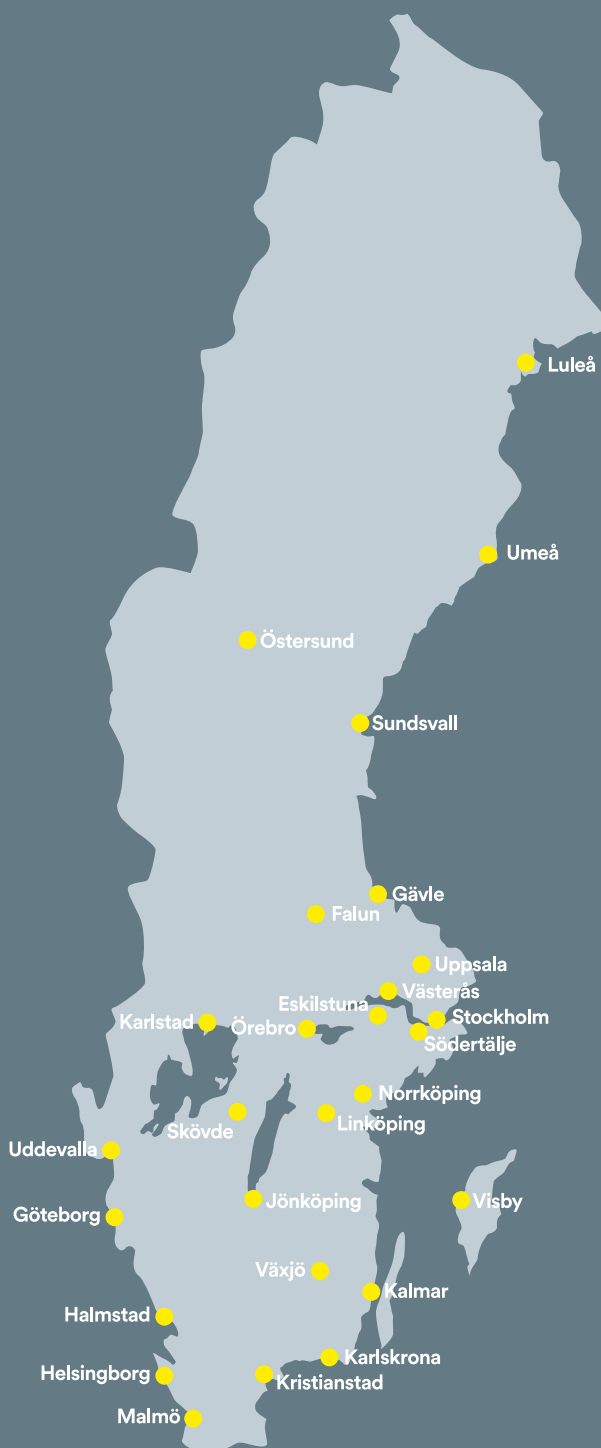 Luleå
Umeå
Östersund
Sundsvall
Gävle
Falun
Uppsala
Västerås
Eskilstuna
Stockholm
Karlstad
Örebro
Södertälje
Norrköping
Linköping
Skövde
Uddevalla
Jönköping
Visby
Göteborg
Växjö
Kalmar
Halmstad
Karlskrona
Helsingborg
Kristianstad
Malmö